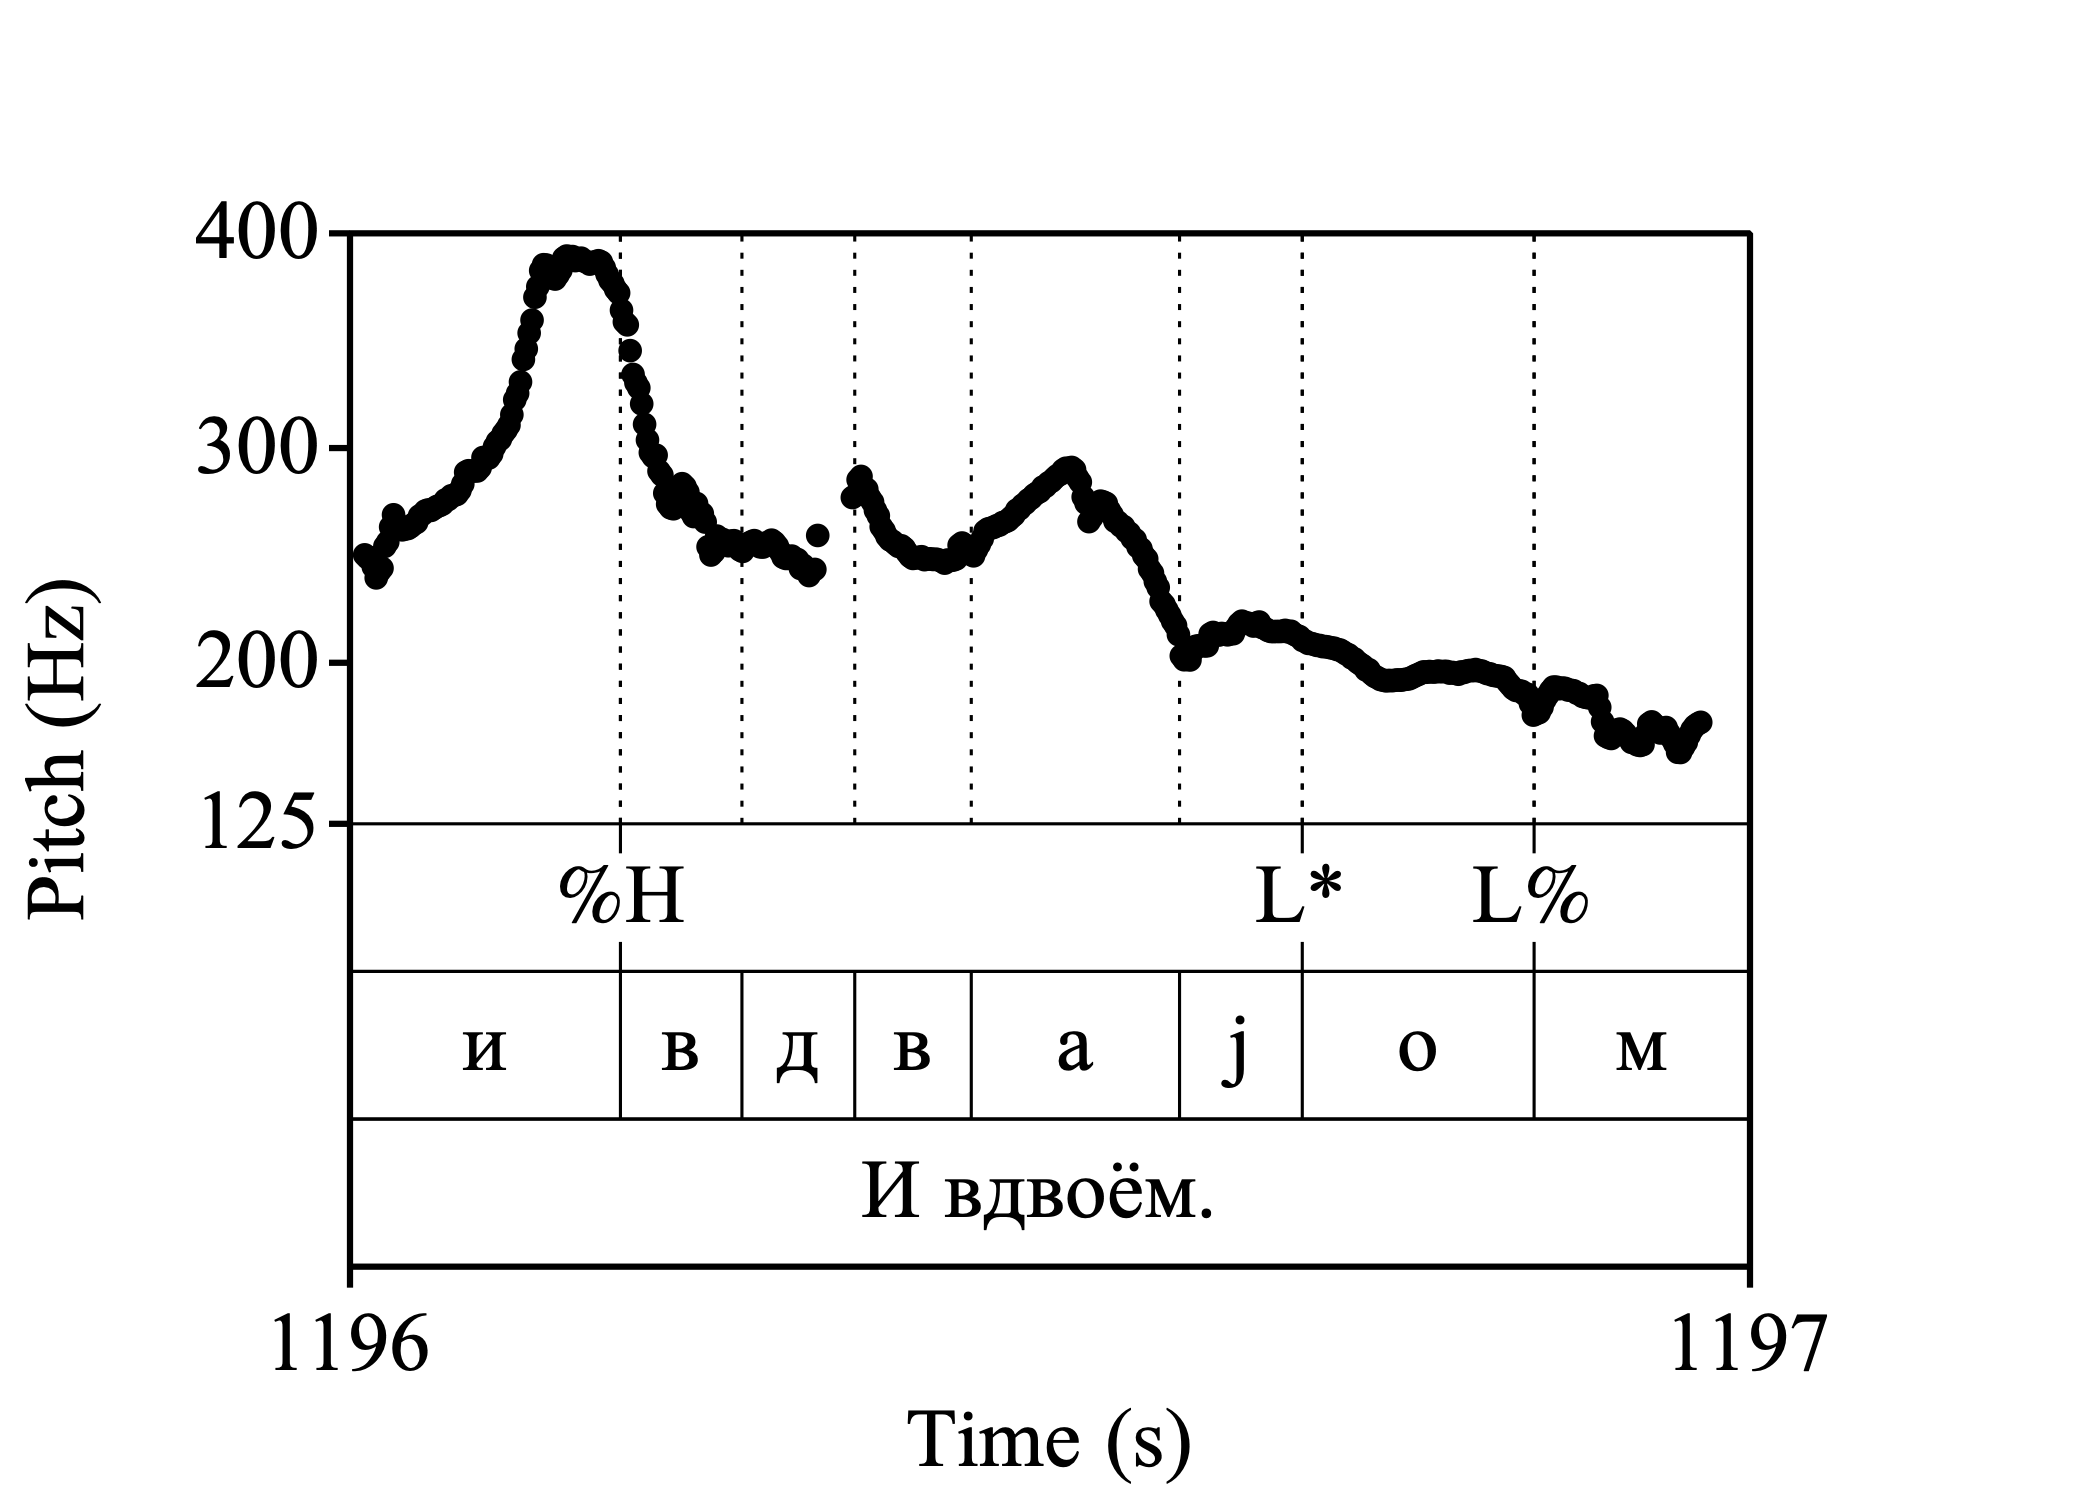 400
300
200
125
Pitch (Hz)
%H L* L%
и в д в а j о м
И вдвоём.
1196 1197
Time (s)